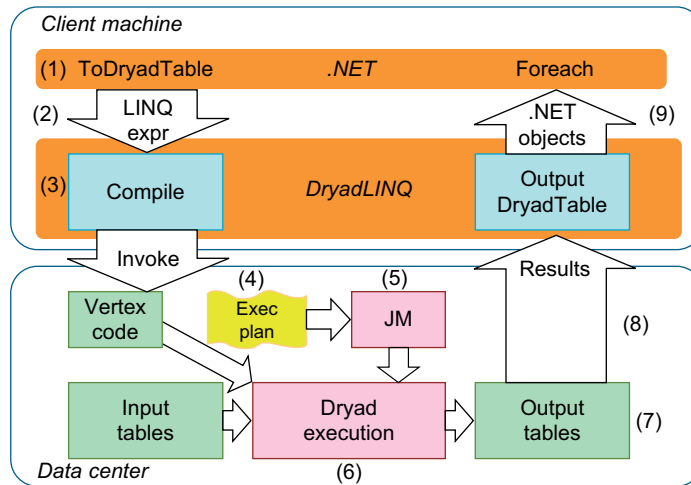 Client machine
(1) ToDryadTable .NET Foreach
(2) LINQ
expr
.NET
objects
(9)
(3) Compile
DryadLINQ
Output
DryadTable
Invoke
Results
(4)
(5)
Vertex
code
Exec
plan
JM
(8)
Input
tables
Dryad
execution
Output
tables
(7)
(6)
Data center